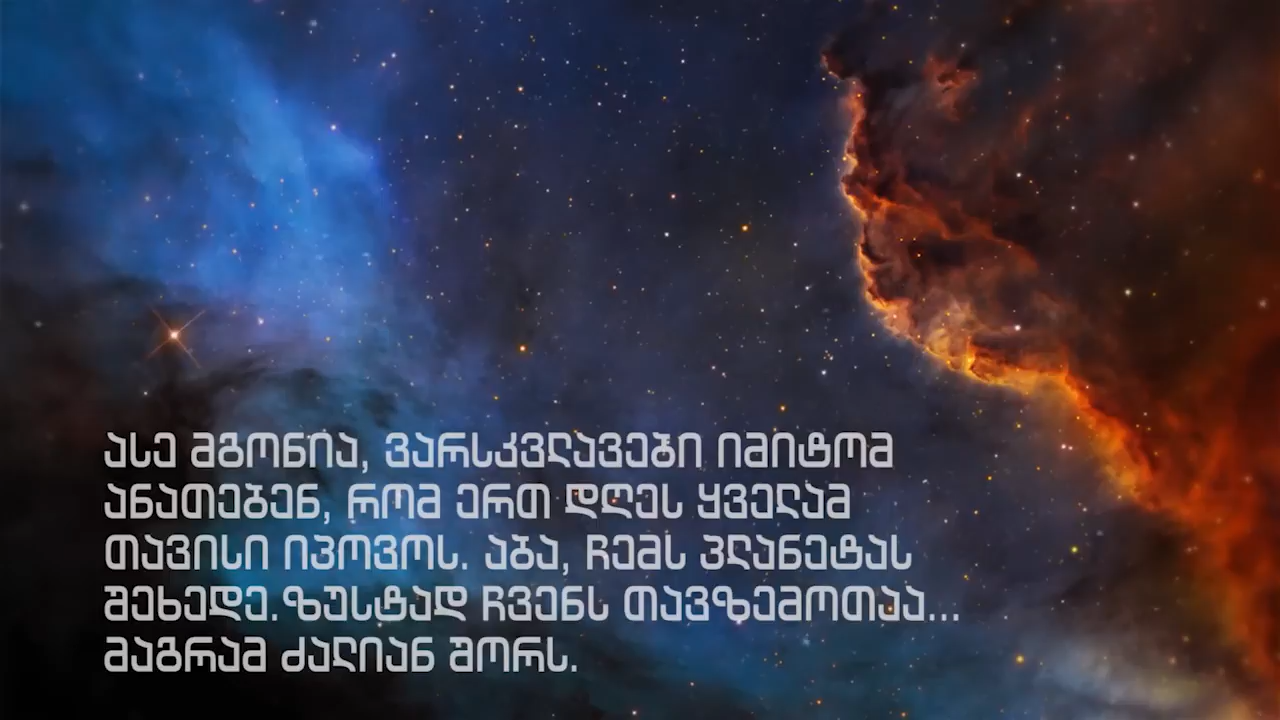 ასე მგონია, ვარსკვლავები იმიტომ
ანათებენ, რომ ერთ დღეს ყველამ
თავისი იპოვოს. აბა, ჩემს პლანეტას
შეხედე.ზუსტად ჩვენს თავზემოთაა...
მაგრამ ძალიან შორს.